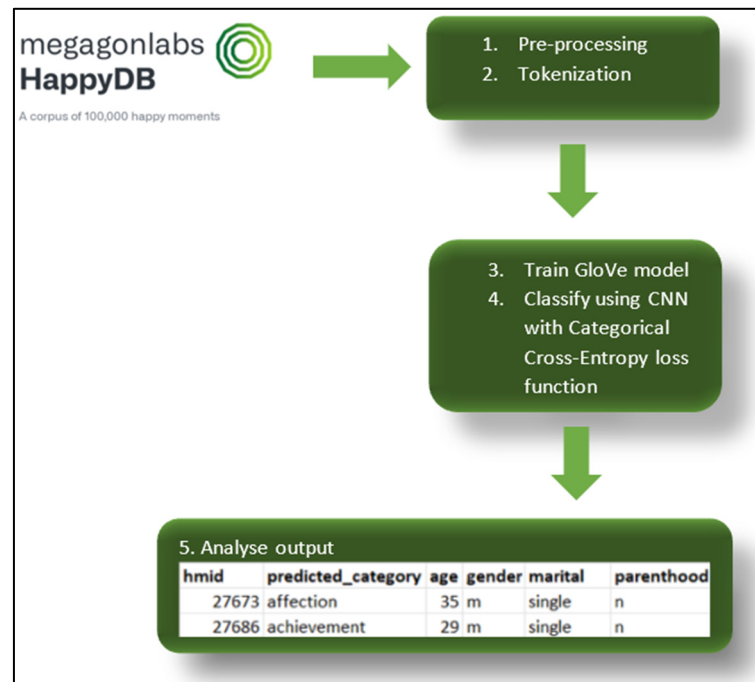 megagonlabs
HappyDB
A corpus of 100,000 happy moments
1. Pre-processing
2. Tokenization
3. Train GloVe model
4. Classify using CNN
with Categorical
Cross-Entropy loss
function
5. Analyse output
hmid predicted_category age gender marital parenthood
27673 affection 35 m single n
27686 achievement 29 m single n